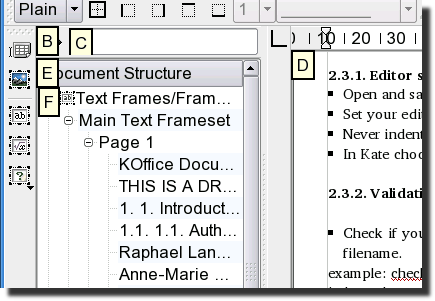 Plain 1
B C
D 10 20 30
E ocument Structure
F Text Frames/Fram...
Main Text Frameset
Page 1
KOffice Docu...
THIS IS A DR...
1. 1. Introduct...
1.1. 1.1. Auth...
Raphael Lan...
Anne-Marie ...
2.3.1. Editor s
Open and sa
Set your edi
Never indent
In Kate choo
2.3.2. Validati
Check if you
filename.
example: check